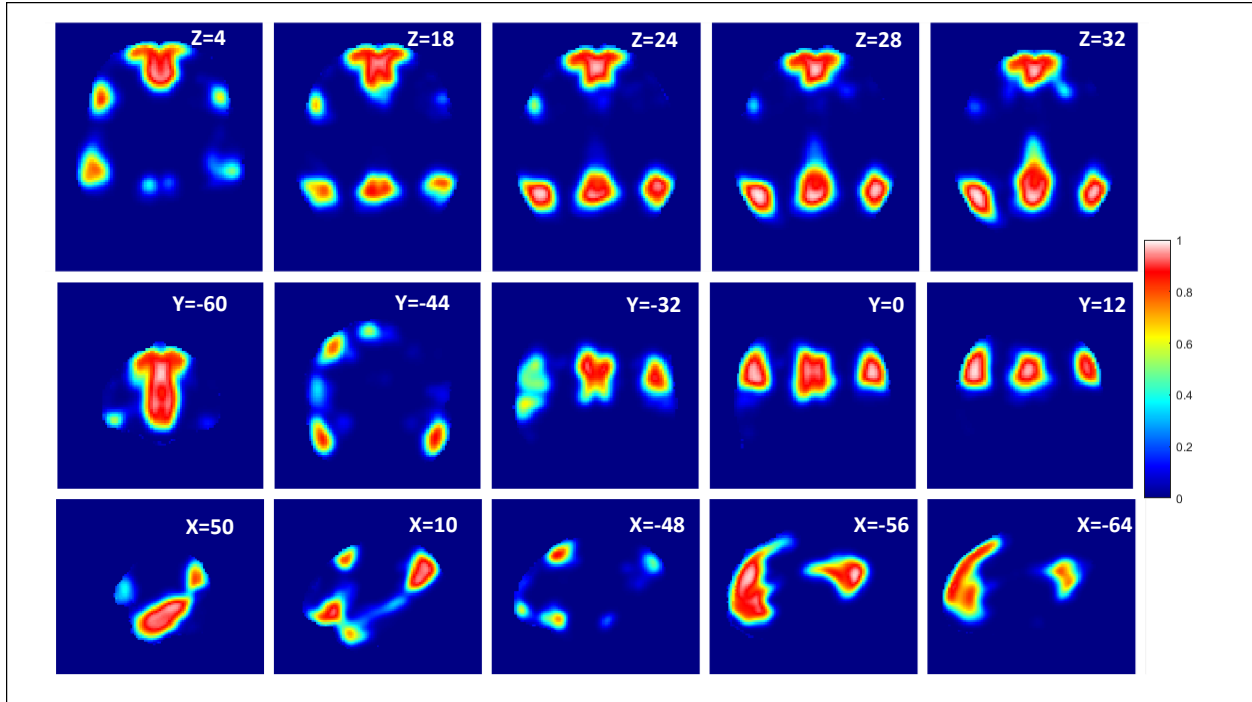 Z=4
Z=18
Z=24
Z=28
Z=32
Y=-60
Y=-44
Y=-32
Y=0
Y=12
X=50
X=10
X=-48
X=-56
X=-64
1
0.8
0.6
0.4
0.2
0